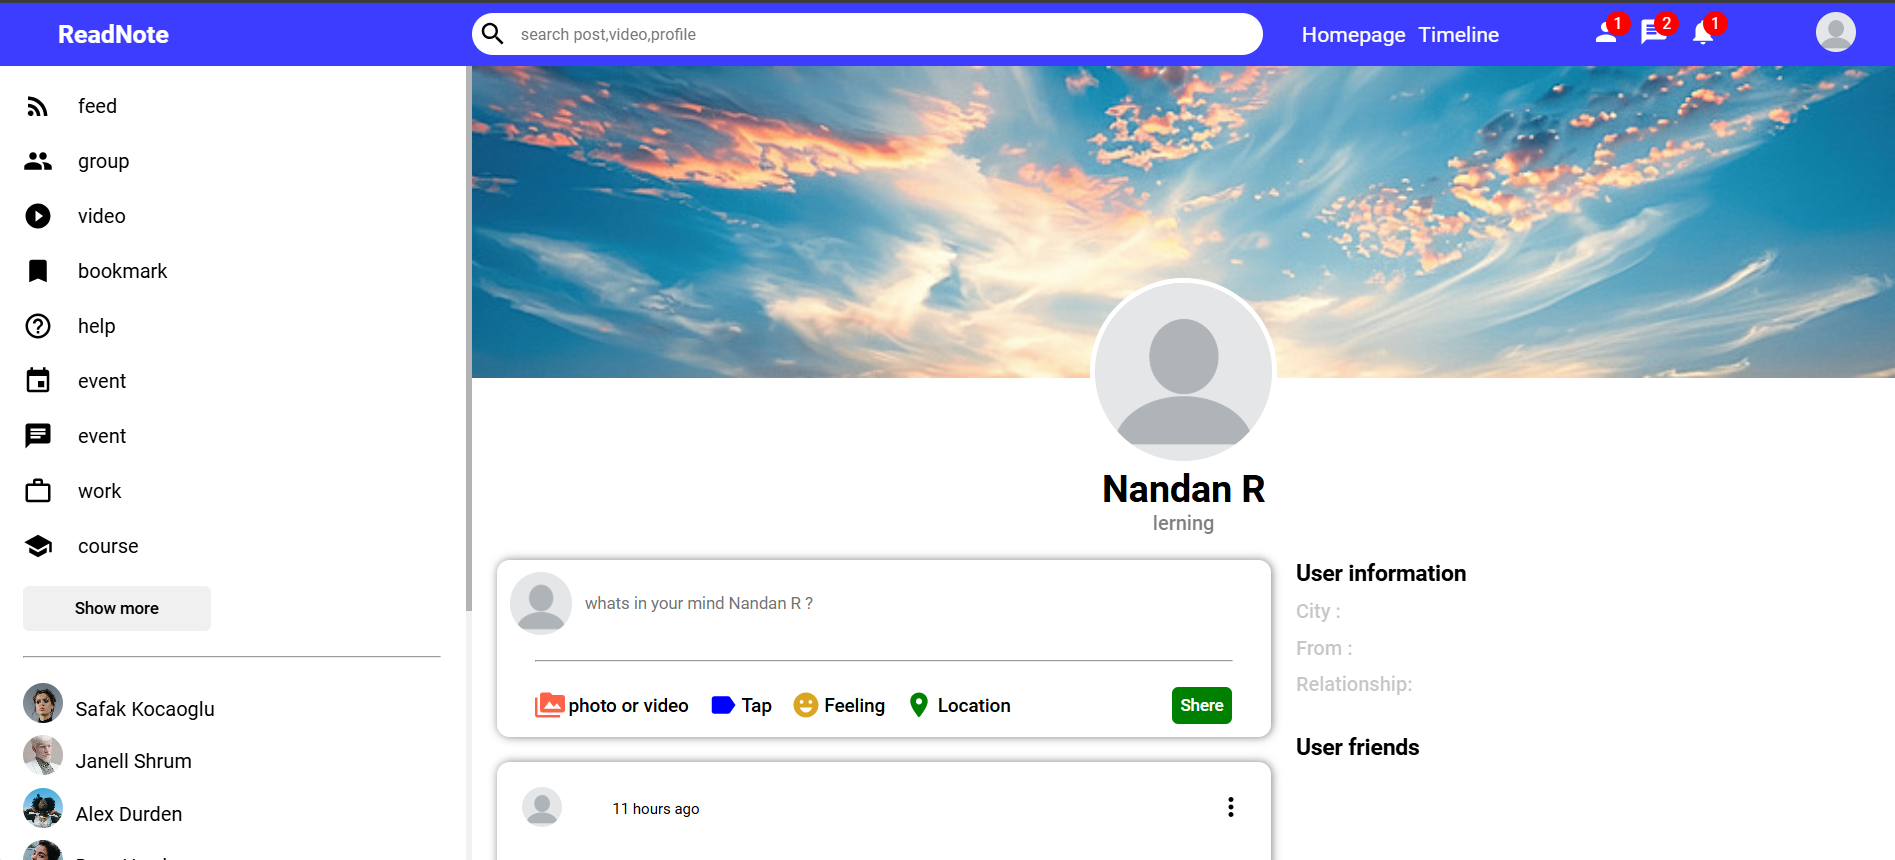 ReadNote
search post,video,profile
Homepage Timeline
1
2
1
feed
group
video
bookmark
help
event
event
work
course
Show more
Safak Kocaoglu
Janell Shrum
Alex Durden
Nandan R
lerning
whats in your mind Nandan R ?
photo or video Tap Feeling Location Shere
11 hours ago
User information
City :
From :
Relationship:
User friends